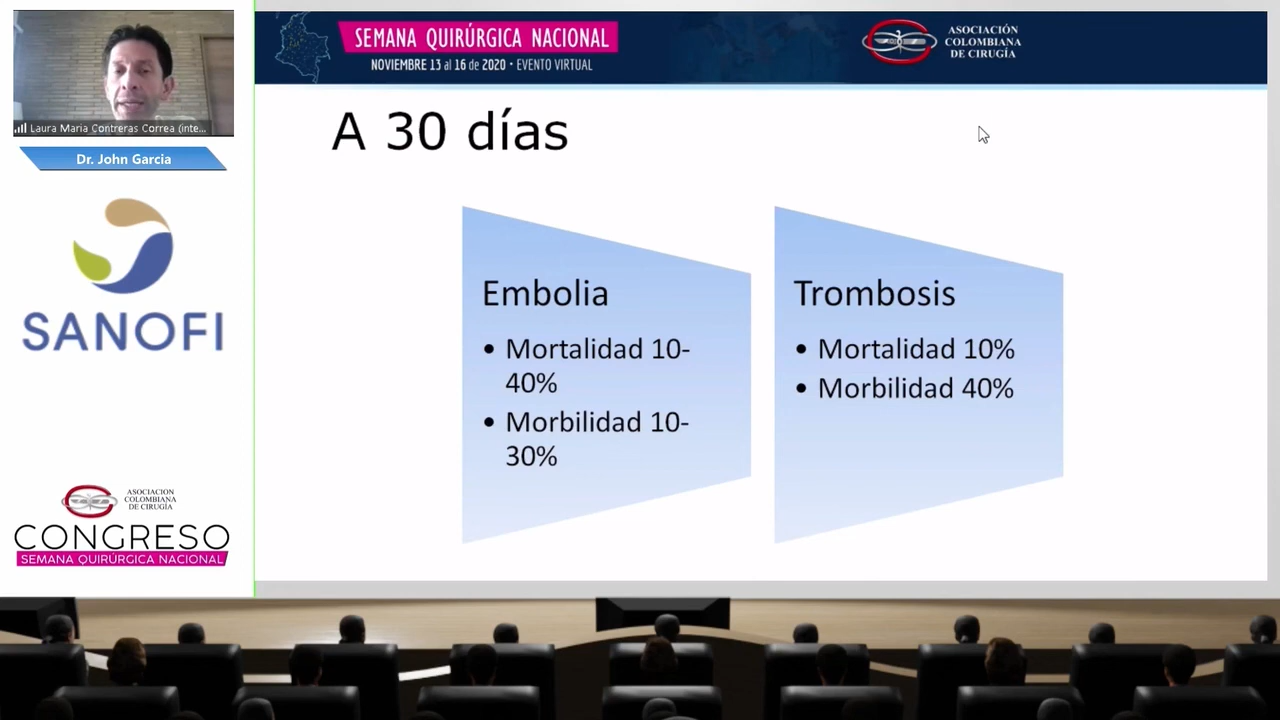 Laura Maria Contreras Correa (inte...
Dr. John Garcia
SANOFI
ASOCIACION
COLOMBIANA
DE CIRUGÍA
CONGRESO
SEMANA QUIRÚRGICA NACIONAL
SEMANA QUIRÚRGICA NACIONAL
NOVIEMBRE 13 al 16 de 2020 • EVENTO VIRTUAL
ASOCIACIÓN
COLOMBIANA
DE CIRUGÍA
A 30 días
Embolia
• Mortalidad 10-
40%
• Morbilidad 10-
30%
Trombosis
• Mortalidad 10%
• Morbilidad 40%